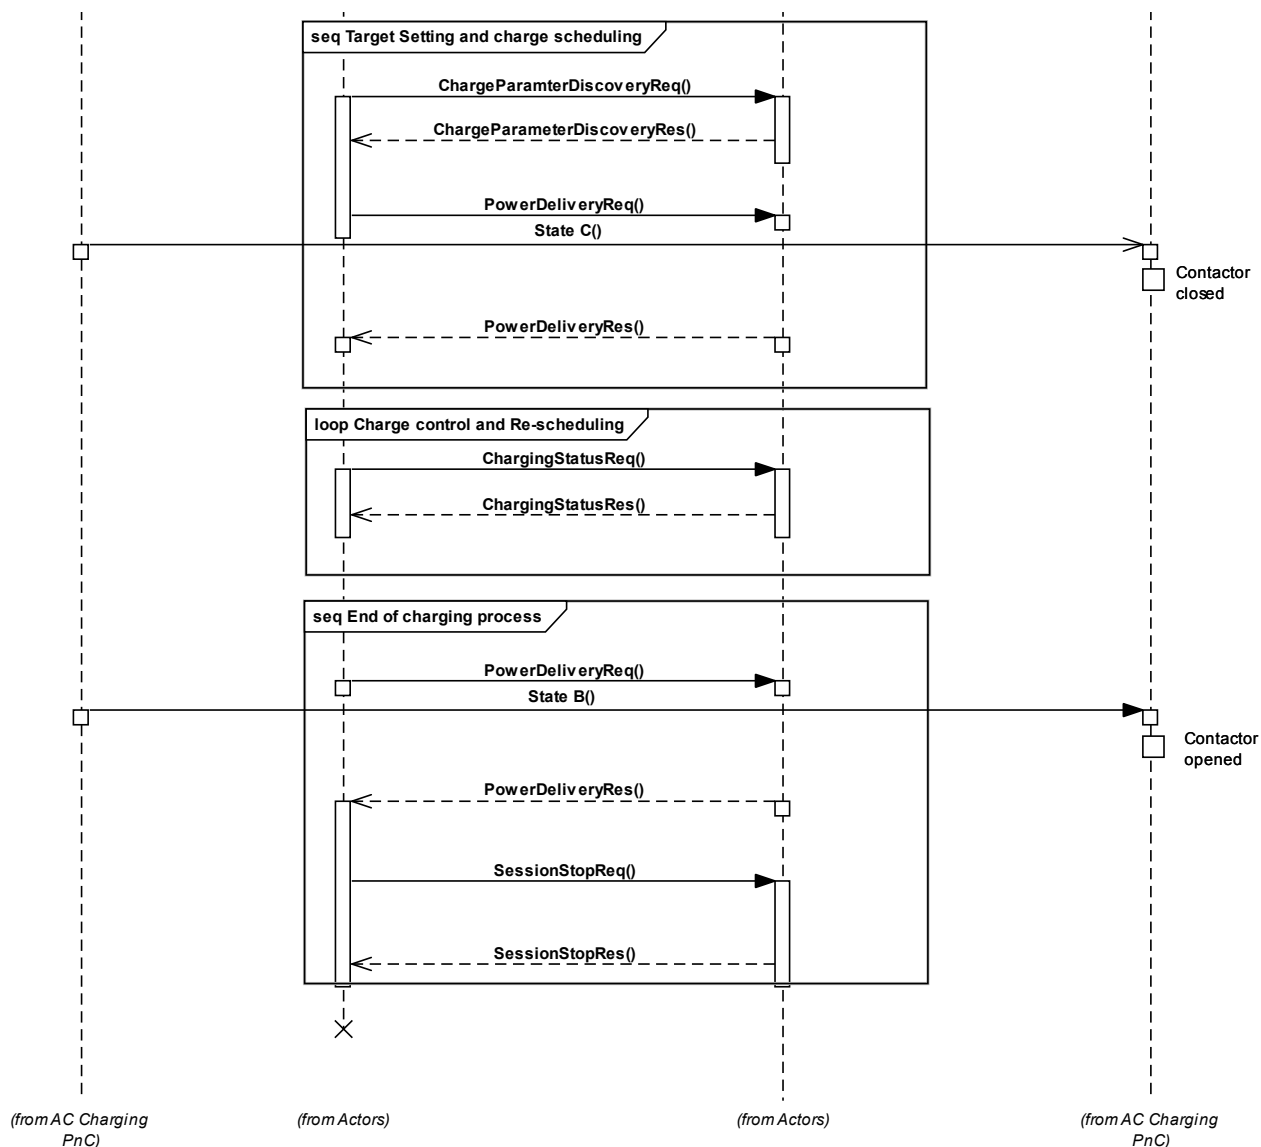 seq Target Setting and charge scheduling
ChargeParamterDiscoveryReq()
ChargeParameterDiscoveryRes()
PowerDeliveryReq()
State C()
Contactor
closed
PowerDeliveryRes()
loop Charge control and Re-scheduling
ChargingStatusReq()
ChargingStatusRes()
seq End of charging process
PowerDeliveryReq()
State B()
Contactor
opened
PowerDeliveryRes()
SessionStopReq()
SessionStopRes()
(from AC Charging
PnC)
(from Actors)
(from Actors)
(from AC Charging
PnC)